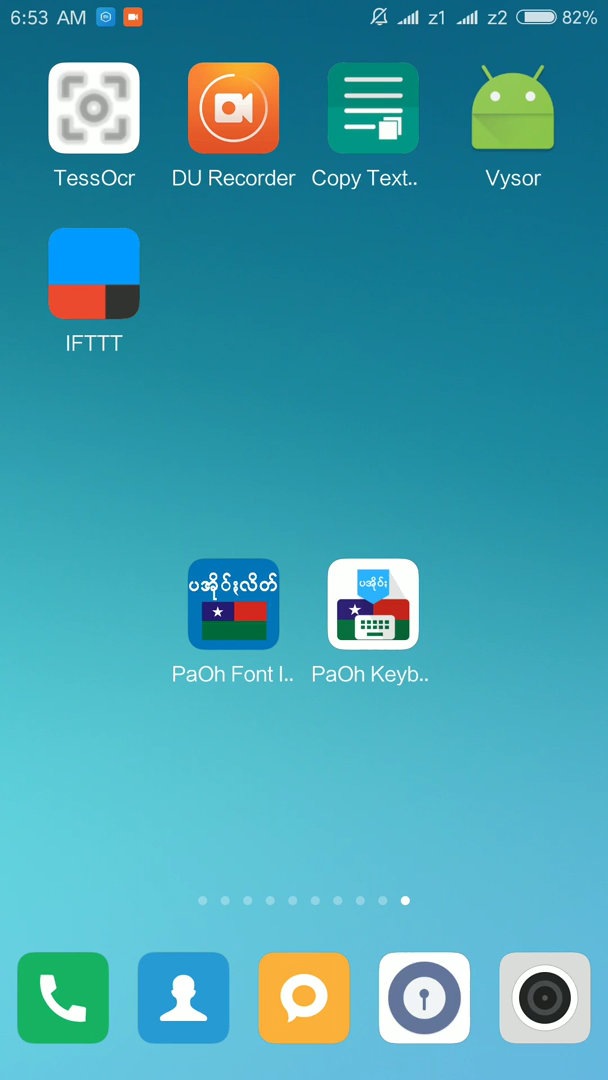 6:53 AM z1 z2 82%
TessOcr DU Recorder Copy Text.. Vysor
IFTTT
ပအိုဝ်ႏလိတ် ပအိုဝ်ႏ
PaOh Font I.. PaOh Keyb..